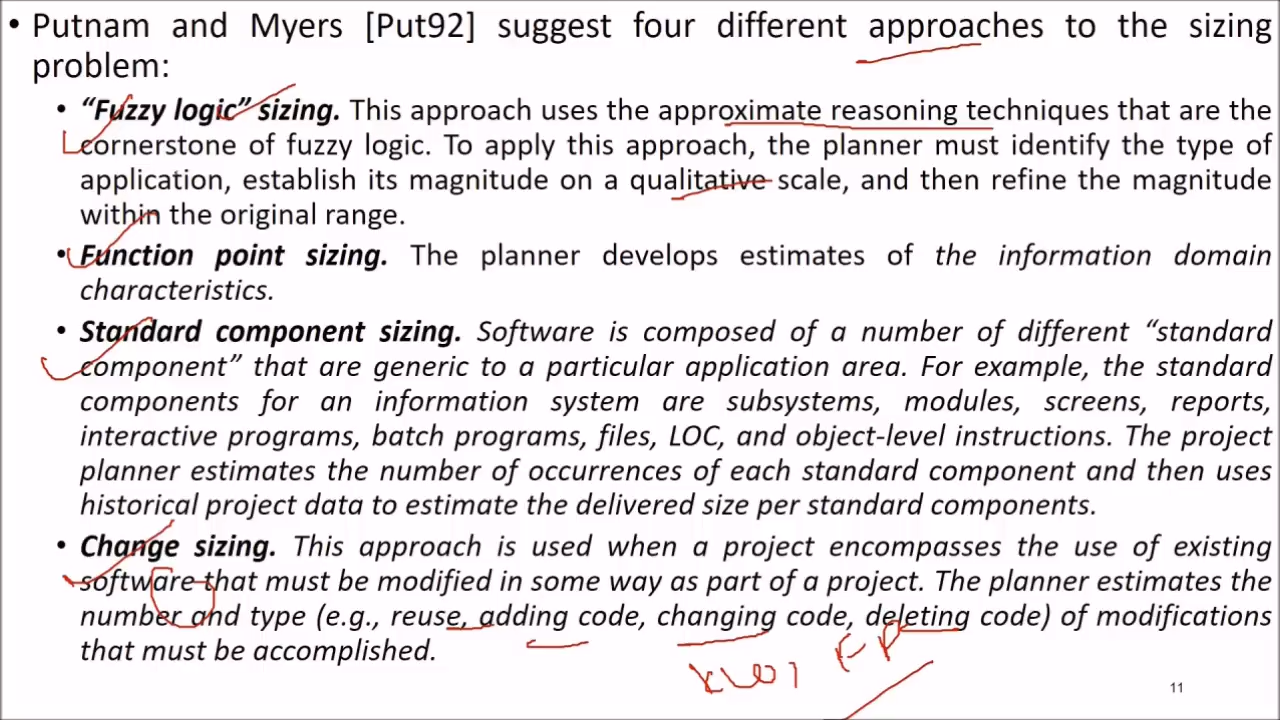 • Putnam and Myers [Put92] suggest four different approaches to the sizing
problem:
• “Fuzzy logic” sizing. This approach uses the approximate reasoning techniques that are the
cornerstone of fuzzy logic. To apply this approach, the planner must identify the type of
application, establish its magnitude on a qualitative scale, and then refine the magnitude
within the original range.
• Function point sizing. The planner develops estimates of the information domain
characteristics.
• Standard component sizing. Software is composed of a number of different “standard
component” that are generic to a particular application area. For example, the standard
components for an information system are subsystems, modules, screens, reports,
interactive programs, batch programs, files, LOC, and object-level instructions. The project
planner estimates the number of occurrences of each standard component and then uses
historical project data to estimate the delivered size per standard components.
• Change sizing. This approach is used when a project encompasses the use of existing
software that must be modified in some way as part of a project. The planner estimates the
number and type (e.g., reuse, adding code, changing code, deleting code) of modifications
that must be accomplished.
FP
11